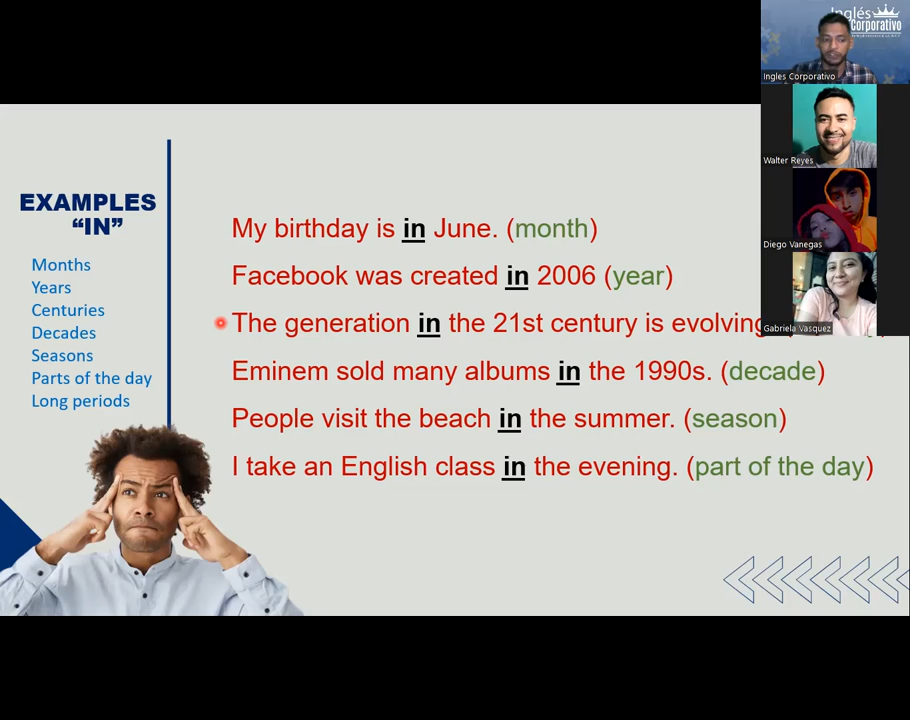 Inglés
Corporativo
Ingles Corporativo
Walter Reyes
Diego Vanegas
Gabriela Vasquez
EXAMPLES
“IN”
Months
Years
Centuries
Decades
Seasons
Parts of the day
Long periods
My birthday is in June. (month)
Facebook was created in 2006 (year)
The generation in the 21st century is evolving
Eminem sold many albums in the 1990s. (decade)
People visit the beach in the summer. (season)
I take an English class in the evening. (part of the day)